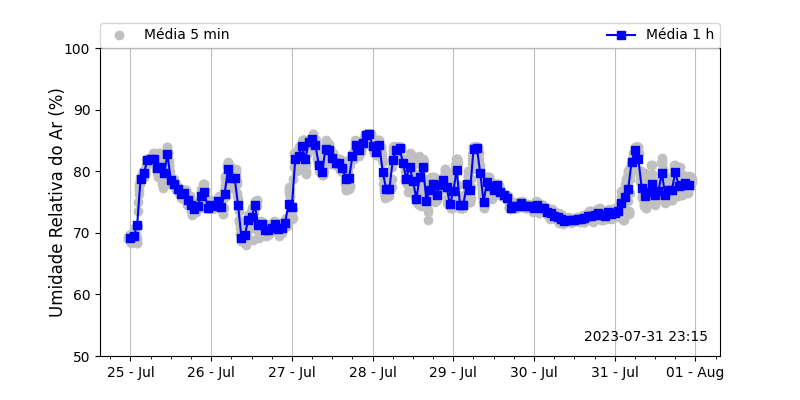 Média 5 min
Média 1 h
Umidade Relativa do Ar (%)
100
90
80
70
60
50
2023-07-31 23:15
25 - Jul
26 - Jul
27 - Jul
28 - Jul
29 - Jul
30 - Jul
31 - Jul
01 - Aug